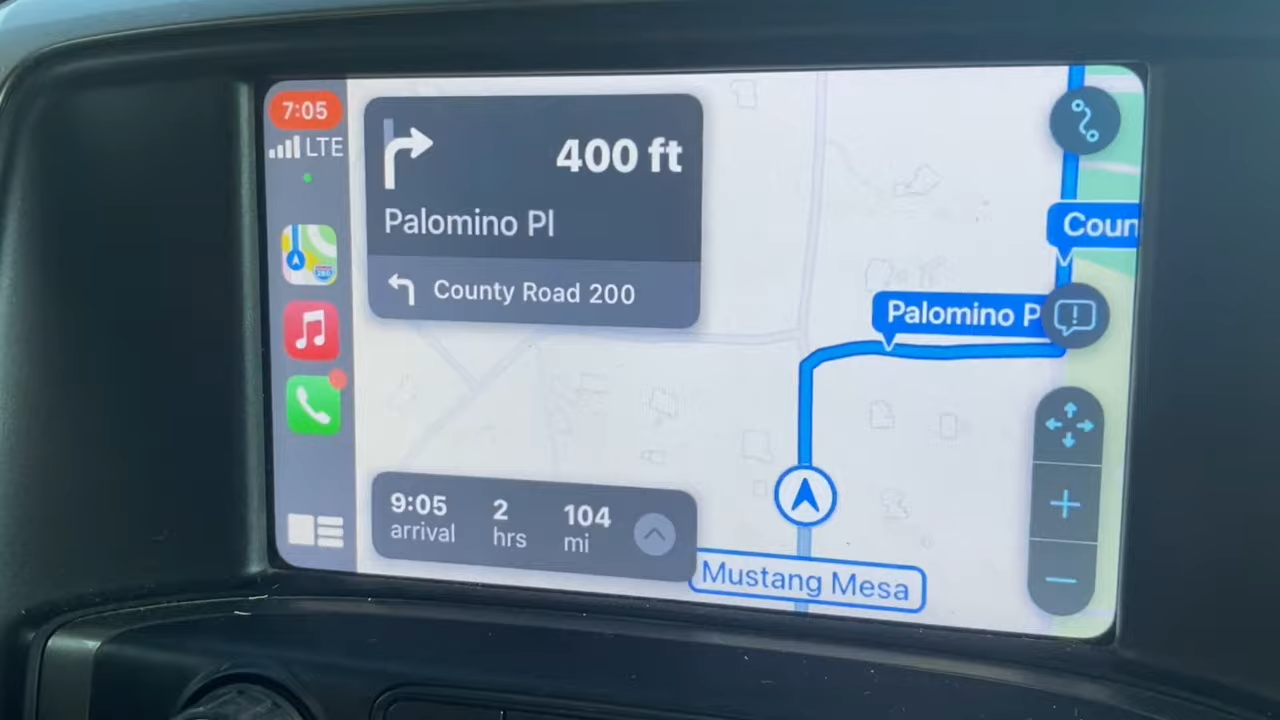 7:05
LTE
400 ft
Palomino Pl
County Road 200
Coun
Palomino P
9:05
arrival
2
hrs
104
mi
Mustang Mesa